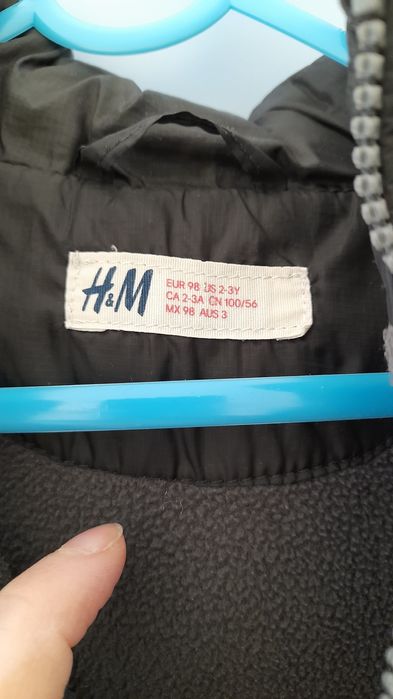 H&M
EUR 98 US 2-3Y
CA 2-3A CN 100/56
MX 98 AUS 3